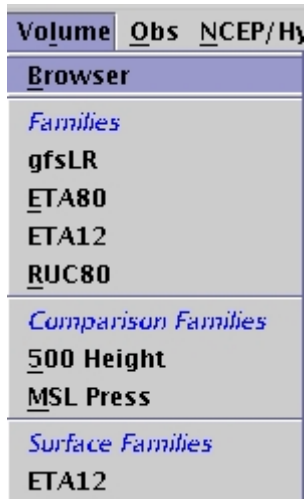 Volume Obs NCEP/Hy
Browser
Families
gfsLR
ETA80
ETA12
RUC80
Comparison Families
500 Height
MSL Press
Surface Families
ETA12